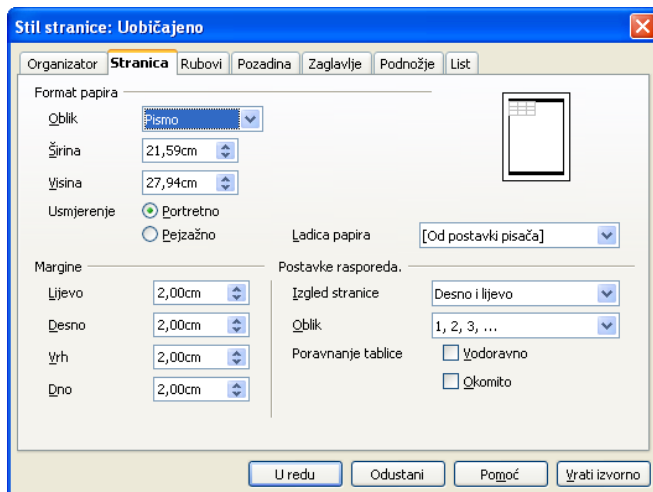 Stil stranice: Uobičajeno
Organizator Stranica Rubovi Pozadina Zaglavlje Podnožje List
Format papira
Oblik Pismo
Širina 21,59cm
Visina 27,94cm
Usmjerenje Portretno
Pejzažno
Ladica papira [Od postavki pisača]
Margine
Lijevo 2,00cm
Desno 2,00cm
Vrh 2,00cm
Dno 2,00cm
Postavke rasporeda.
Izgled stranice Desno i lijevo
Oblik 1, 2, 3, ...
Poravnanje tablice Vodoravno
Okomito
U redu Odustani Pomoć Vrati izvorno